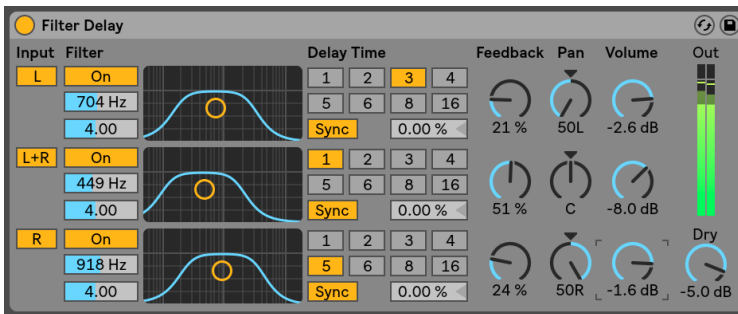 Filter Delay
Input Filter Delay Time Feedback Pan Volume Out
L On 1 2 3 4
704 Hz 5 6 8 16
4.00 Sync 0.00 % 21 % 50L -2.6 dB
L+R On 1 2 3 4
449 Hz 5 6 8 16
4.00 Sync 0.00 % 51 % C -8.0 dB
R On 1 2 3 4 Dry
918 Hz 5 6 8 16
4.00 Sync 0.00 % 24 % 50R -1.6 dB -5.0 dB